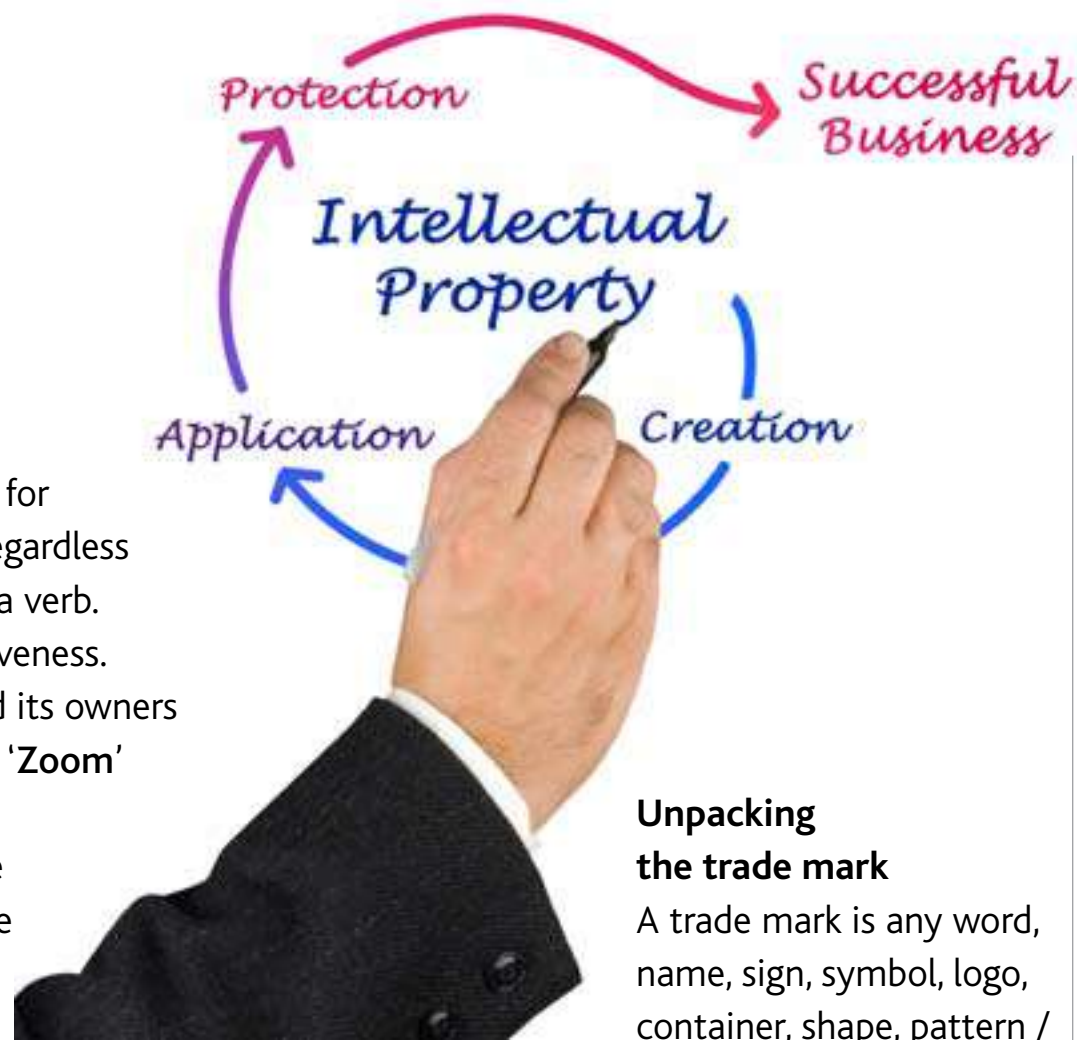 Protection
Successful
Business
Intellectual
Property
Application
Creation
for
egardless
a verb.
iveness.
d its owners
'Zoom'
e
e
Unpacking
the trade mark
A trade mark is any word,
name, sign, symbol, logo,
container, shape, pattern /